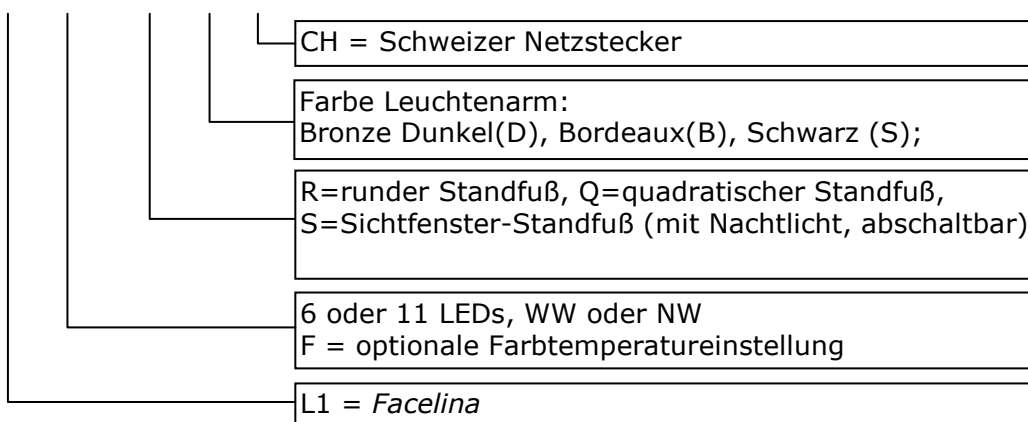 CH = Schweizer Netzstecker
Farbe Leuchtenarm:
Bronze Dunkel(D), Bordeaux(B), Schwarz (S);
R=runder Standfuß, Q=quadratischer Standfuß,
S=Sichtfenster-Standfuß (mit Nachtlicht, abschaltbar)
6 oder 11 LEDs, WW oder NW
F = optionale Farbtemperatureinstellung
L1 = Facelina